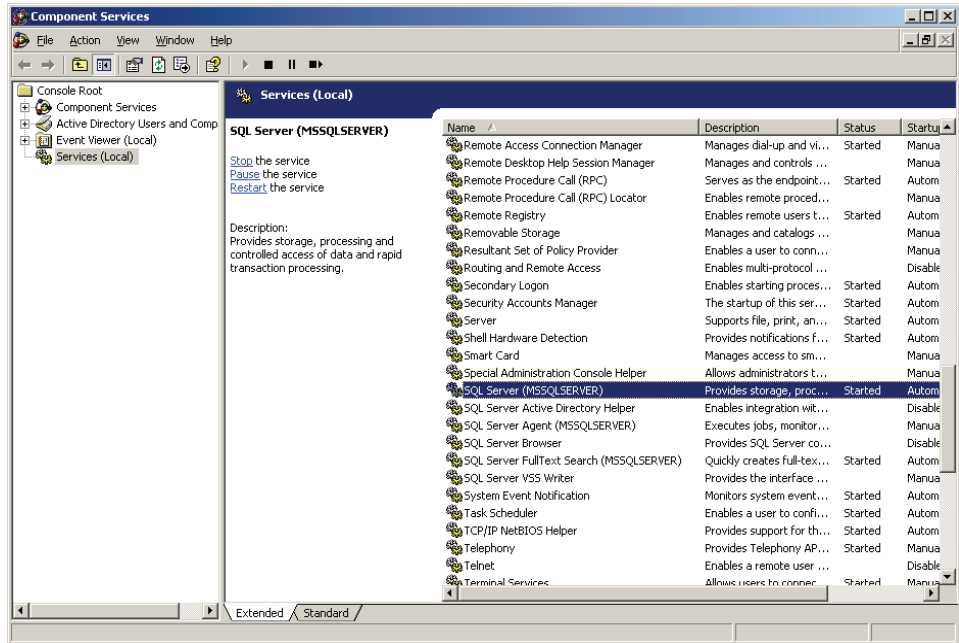 Component Services
File Action View Window Help
Console Root
Component Services
Active Directory Users and Comp
Event Viewer (Local)
Services (Local)
Services (Local)
SQL Server (MSSQLSERVER)
Stop the service
Pause the service
Restart the service
Description:
Provides storage, processing and
controlled access of data and rapid
transaction processing.
Name Description Status Startu
Remote Access Connection Manager Manages dial-up and vi... Started Manua
Remote Desktop Help Session Manager Manages and controls ... Manua
Remote Procedure Call (RPC) Serves as the endpoint... Started Autom
Remote Procedure Call (RPC) Locator Enables remote proced... Manua
Remote Registry Enables remote users t... Started Autom
Removable Storage Manages and catalogs ... Manua
Resultant Set of Policy Provider Enables a user to conn... Manua
Routing and Remote Access Enables multi-protocol ... Disable
Secondary Logon Enables starting proces... Started Autom
Security Accounts Manager The startup of this ser... Started Autom
Server Supports file, print, an... Started Autom
Shell Hardware Detection Provides notifications f... Started Autom
Smart Card Manages access to sm... Manua
Special Administration Console Helper Allows administrators t... Manua
SQL Server (MSSQLSERVER) Provides storage, proc... Started Autom
SQL Server Active Directory Helper Enables integration wit... Disable
SQL Server Agent (MSSQLSERVER) Executes jobs, monitor... Manua
SQL Server Browser Provides SQL Server co... Disable
SQL Server FullText Search (MSSQLSERVER) Quickly creates full-tex... Started Autom
SQL Server VSS Writer Provides the interface ... Manua
System Event Notification Monitors system event... Started Autom
Task Scheduler Enables a user to confi... Started Autom
TCP/IP NetBIOS Helper Provides support for th... Started Autom
Telephony Provides Telephony AP... Started Manua
Telnet Enables a remote user ... Disable
Terminal Services Allows users to connec... Started Manua
Extended Standard